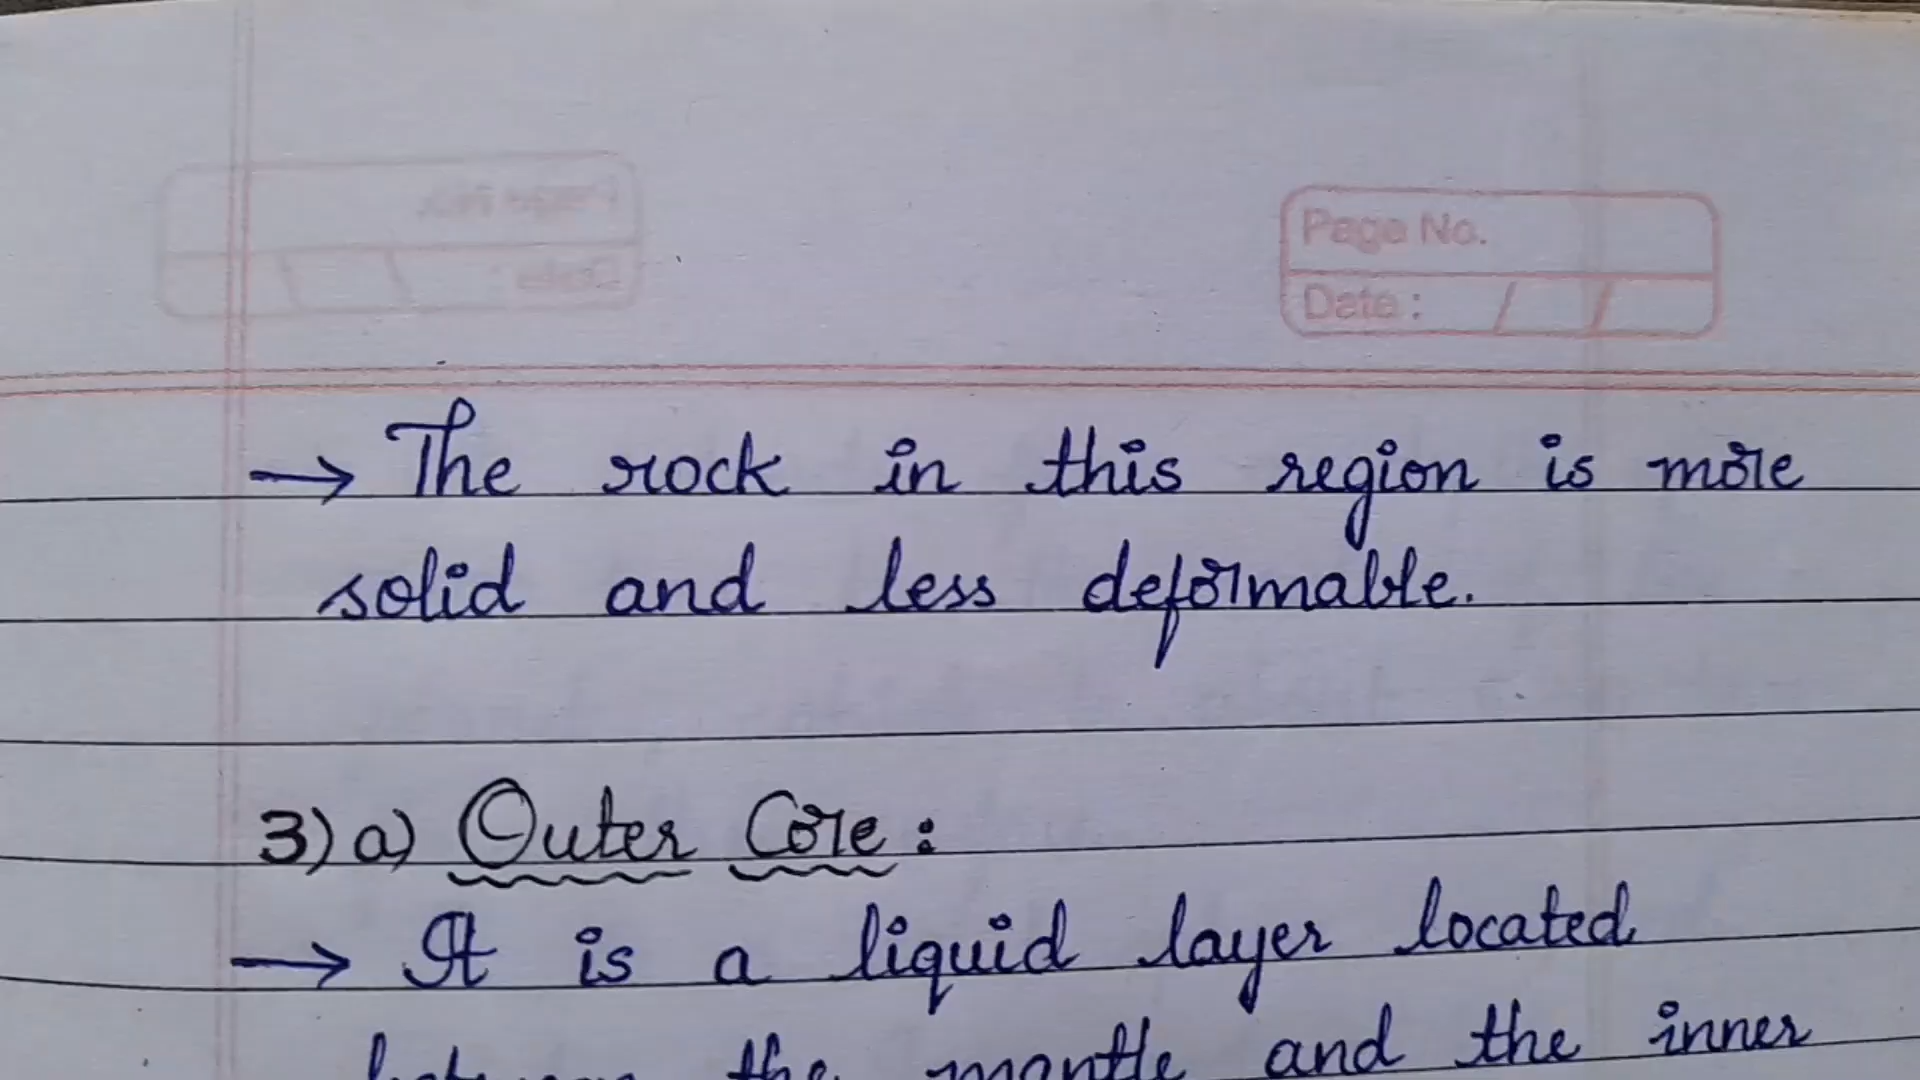 Page No.
Date : / /
→ The rock in this region is more
solid and less deformable.
3) a) Outer Core :
→ It is a liquid layer located
between the mantle and the inner